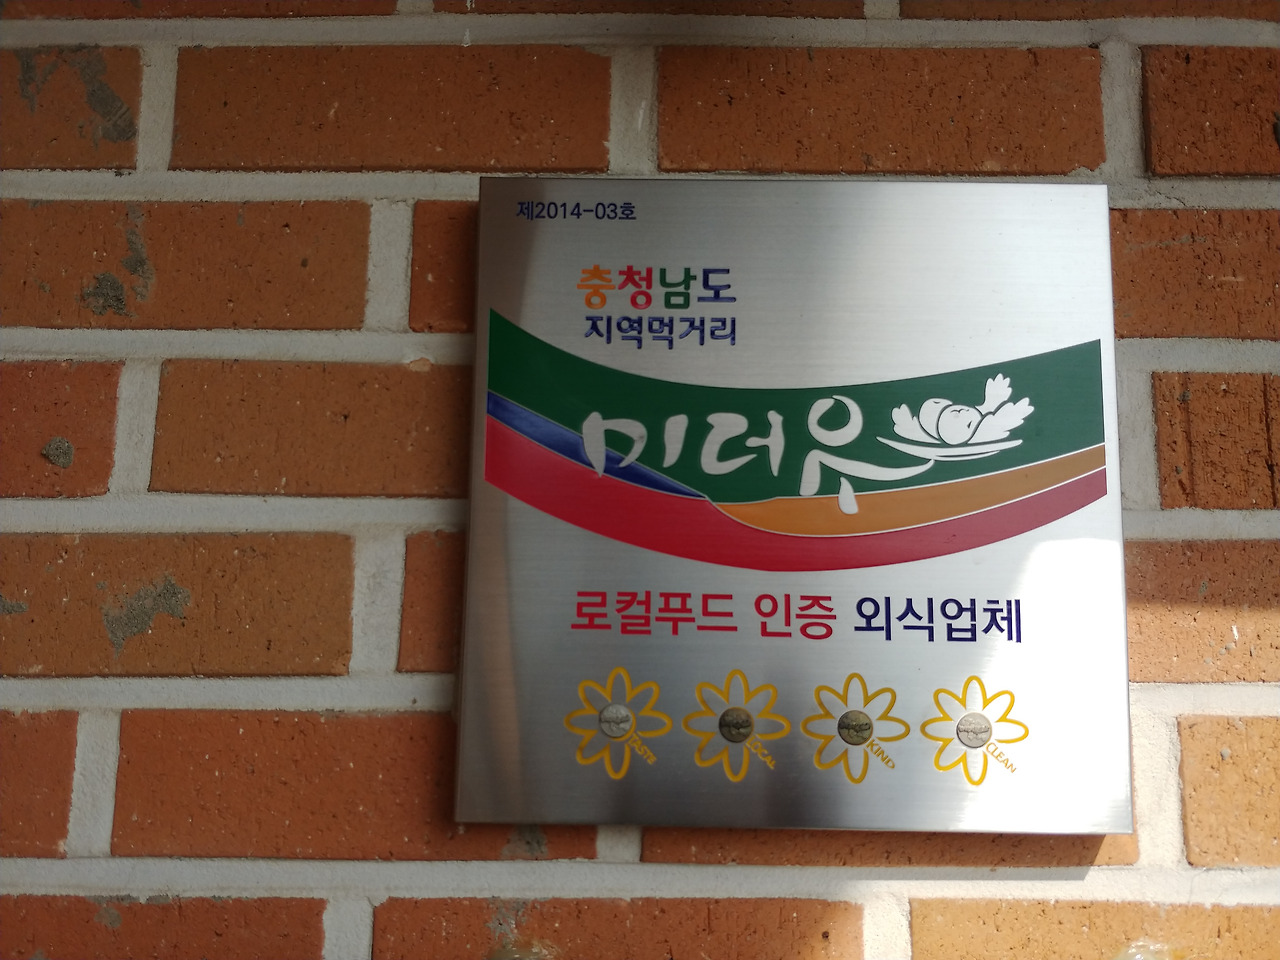 제2014-03호
충청남도
지역먹거리
미더유
로컬푸드 인증 외식업체
TASTE LOCAL KIND CLEAN